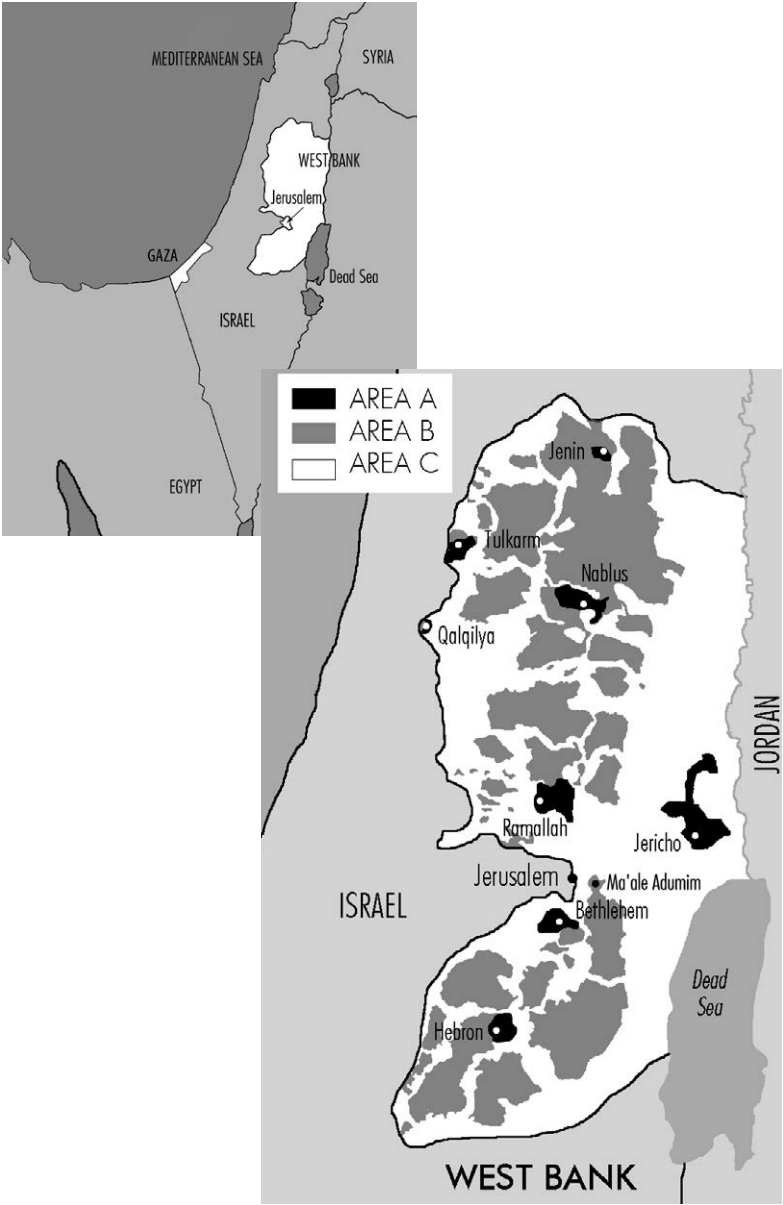 MEDITERRANEAN SEA
SYRIA
WEST BANK
Jerusalem
GAZA
Dead Sea
ISRAEL
EGYPT
AREA A
AREA B
AREA C
Jenin
Tulkarm
Nablus
Qalqilya
JORDAN
Ramallah
Jericho
Jerusalem
Ma'ale Adumim
ISRAEL
Bethlehem
Dead
Sea
Hebron
WEST BANK